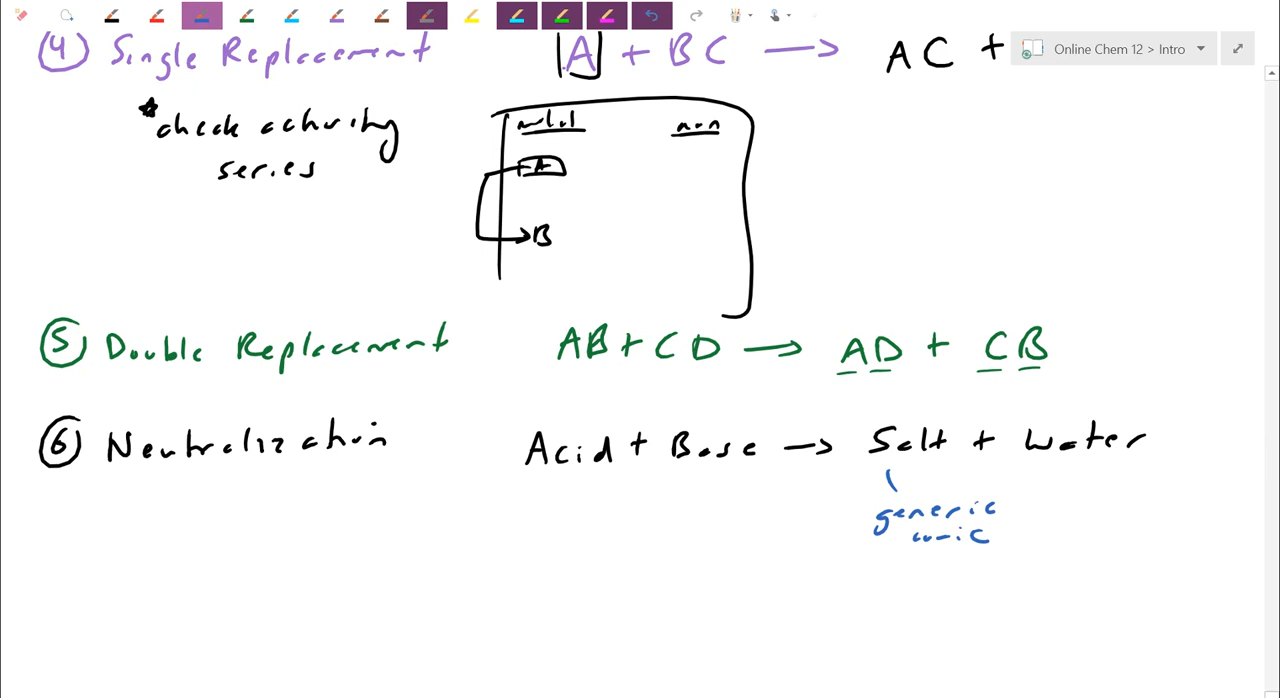 (4) Single Replacement A + BC → AC +
Online Chem 12 > Intro
*check activity
series
metal non
A
B
(5) Double Replacement AB + CD → AD + CB
(6) Neutralization Acid + Base → Salt + Water
generic
ionic